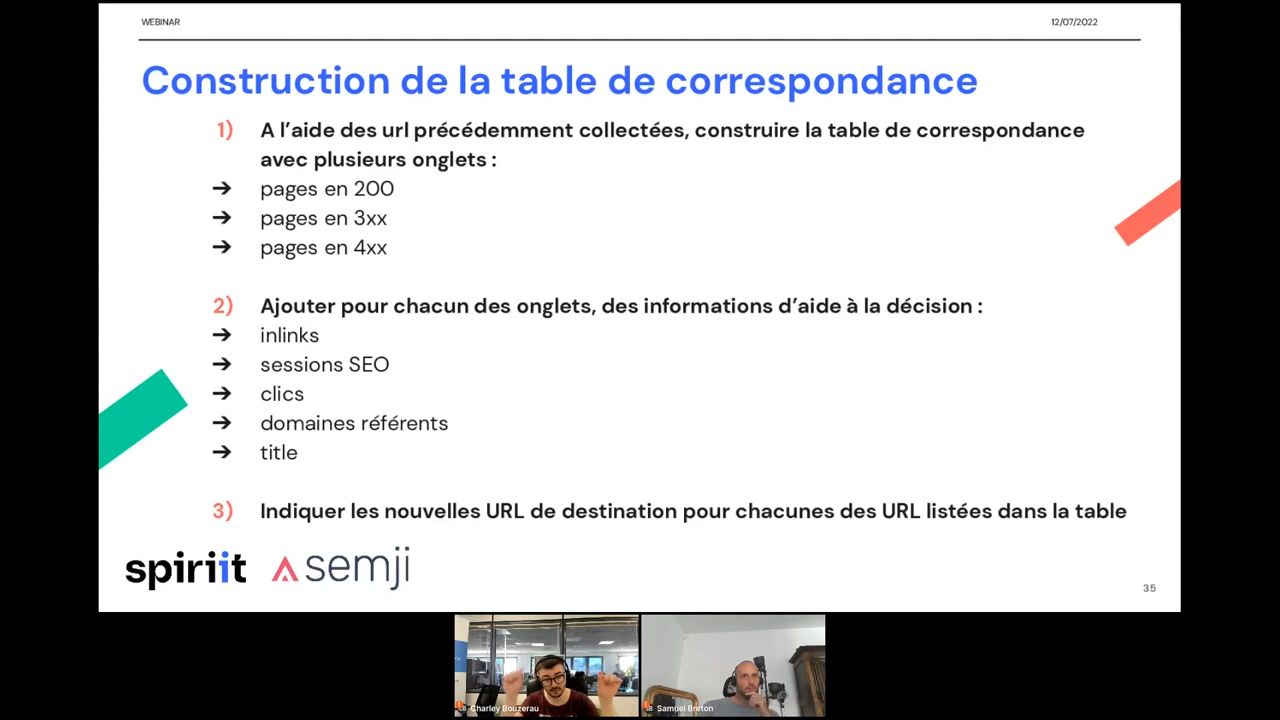 WEBINAR
12/07/2022
Construction de la table de correspondance
1) A l’aide des url précédemment collectées, construire la table de correspondance
avec plusieurs onglets :
➔ pages en 200
➔ pages en 3xx
➔ pages en 4xx
2) Ajouter pour chacun des onglets, des informations d’aide à la décision :
➔ inlinks
➔ sessions SEO
➔ clics
➔ domaines référents
➔ title
3) Indiquer les nouvelles URL de destination pour chacunes des URL listées dans la table
spiriit semji
35
Charley Bouzerau
Samuel Breton